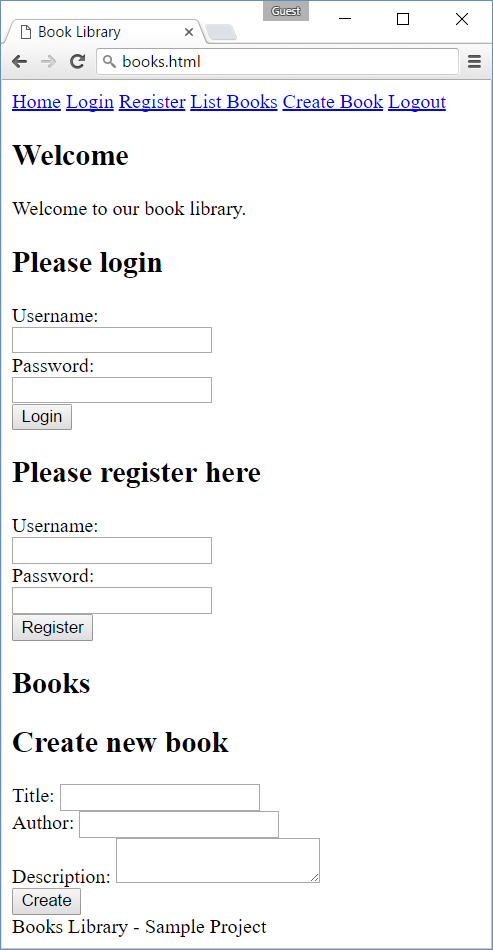 Guest
Book Library
books.html
Home Login Register List Books Create Book Logout
Welcome
Welcome to our book library.
Please login
Username:
Password:
Login
Please register here
Username:
Password:
Register
Books
Create new book
Title:
Author:
Description:
Create
Books Library - Sample Project